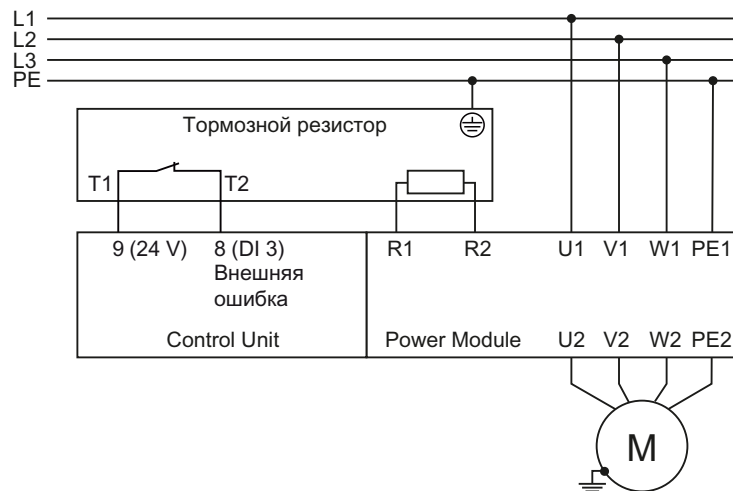 L1
L2
L3
PE
Тормозной резистор
T1
T2
9 (24 V)
8 (DI 3)
Внешняя
ошибка
R1
R2
U1
V1
W1
PE1
Control Unit
Power Module
U2
V2
W2
PE2
M